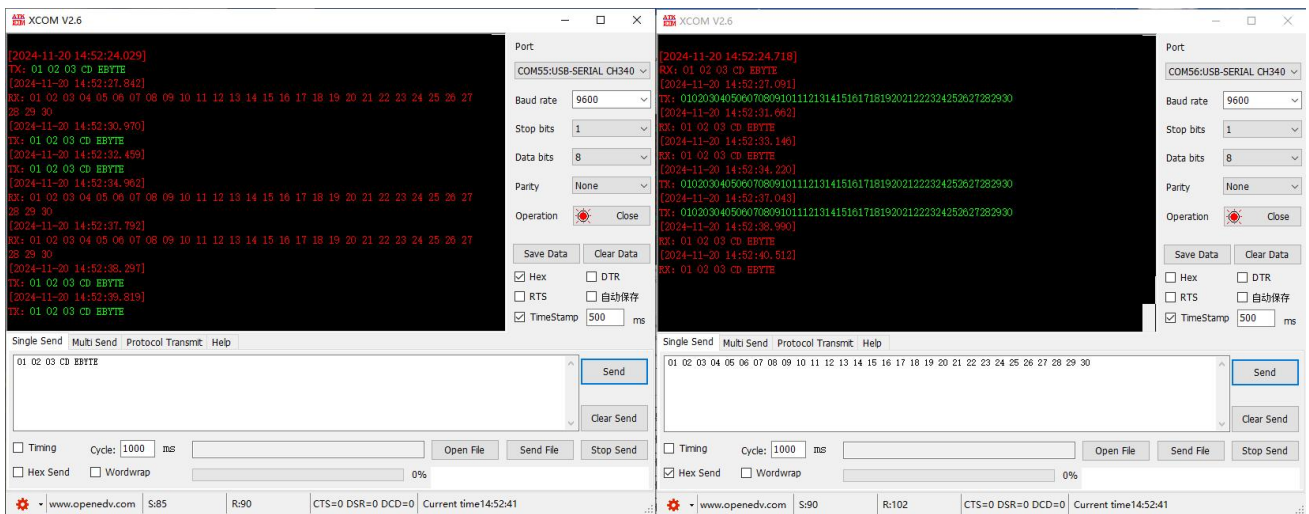 XCOM V2.6
[2024-11-20 14:52:24.029]
TX: 01 02 03 CD EBYTE
[2024-11-20 14:52:27.842]
RX: 01 02 03 04 05 06 07 08 09 10 11 12 13 14 15 16 17 18 19 20 21 22 23 24 25 26 27
28 29 30
[2024-11-20 14:52:30.970]
TX: 01 02 03 CD EBYTE
[2024-11-20 14:52:32.459]
TX: 01 02 03 CD EBYTE
[2024-11-20 14:52:34.962]
RX: 01 02 03 04 05 06 07 08 09 10 11 12 13 14 15 16 17 18 19 20 21 22 23 24 25 26 27
28 29 30
[2024-11-20 14:52:37.792]
RX: 01 02 03 04 05 06 07 08 09 10 11 12 13 14 15 16 17 18 19 20 21 22 23 24 25 26 27
28 29 30
[2024-11-20 14:52:38.297]
TX: 01 02 03 CD EBYTE
[2024-11-20 14:52:39.819]
TX: 01 02 03 CD EBYTE
Port
COM55:USB-SERIAL CH340
Baud rate 9600
Stop bits 1
Data bits 8
Parity None
Operation Close
Save Data Clear Data
Hex DTR
RTS 自动保存
TimeStamp 500 ms
Single Send Multi Send Protocol Transmit Help
01 02 03 CD EBYTE
Send
Clear Send
Timing Cycle: 1000 ms Open File Send File Stop Send
Hex Send Wordwrap 0%
www.openedv.com S:85 R:90 CTS=0 DSR=0 DCD=0 Current time14:52:41
XCOM V2.6
[2024-11-20 14:52:24.718]
RX: 01 02 03 CD EBYTE
[2024-11-20 14:52:27.091]
TX: 010203040506070809101112131415161718192021222324252627282930
[2024-11-20 14:52:31.662]
RX: 01 02 03 CD EBYTE
[2024-11-20 14:52:33.146]
RX: 01 02 03 CD EBYTE
[2024-11-20 14:52:34.220]
TX: 010203040506070809101112131415161718192021222324252627282930
[2024-11-20 14:52:37.043]
TX: 010203040506070809101112131415161718192021222324252627282930
[2024-11-20 14:52:38.990]
RX: 01 02 03 CD EBYTE
[2024-11-20 14:52:40.512]
RX: 01 02 03 CD EBYTE
Port
COM56:USB-SERIAL CH340
Baud rate 9600
Stop bits 1
Data bits 8
Parity None
Operation Close
Save Data Clear Data
Hex DTR
RTS 自动保存
TimeStamp 500 ms
Single Send Multi Send Protocol Transmit Help
01 02 03 04 05 06 07 08 09 10 11 12 13 14 15 16 17 18 19 20 21 22 23 24 25 26 27 28 29 30
Send
Clear Send
Timing Cycle: 1000 ms Open File Send File Stop Send
Hex Send Wordwrap 0%
www.openedv.com S:90 R:102 CTS=0 DSR=0 DCD=0 Current time14:52:41